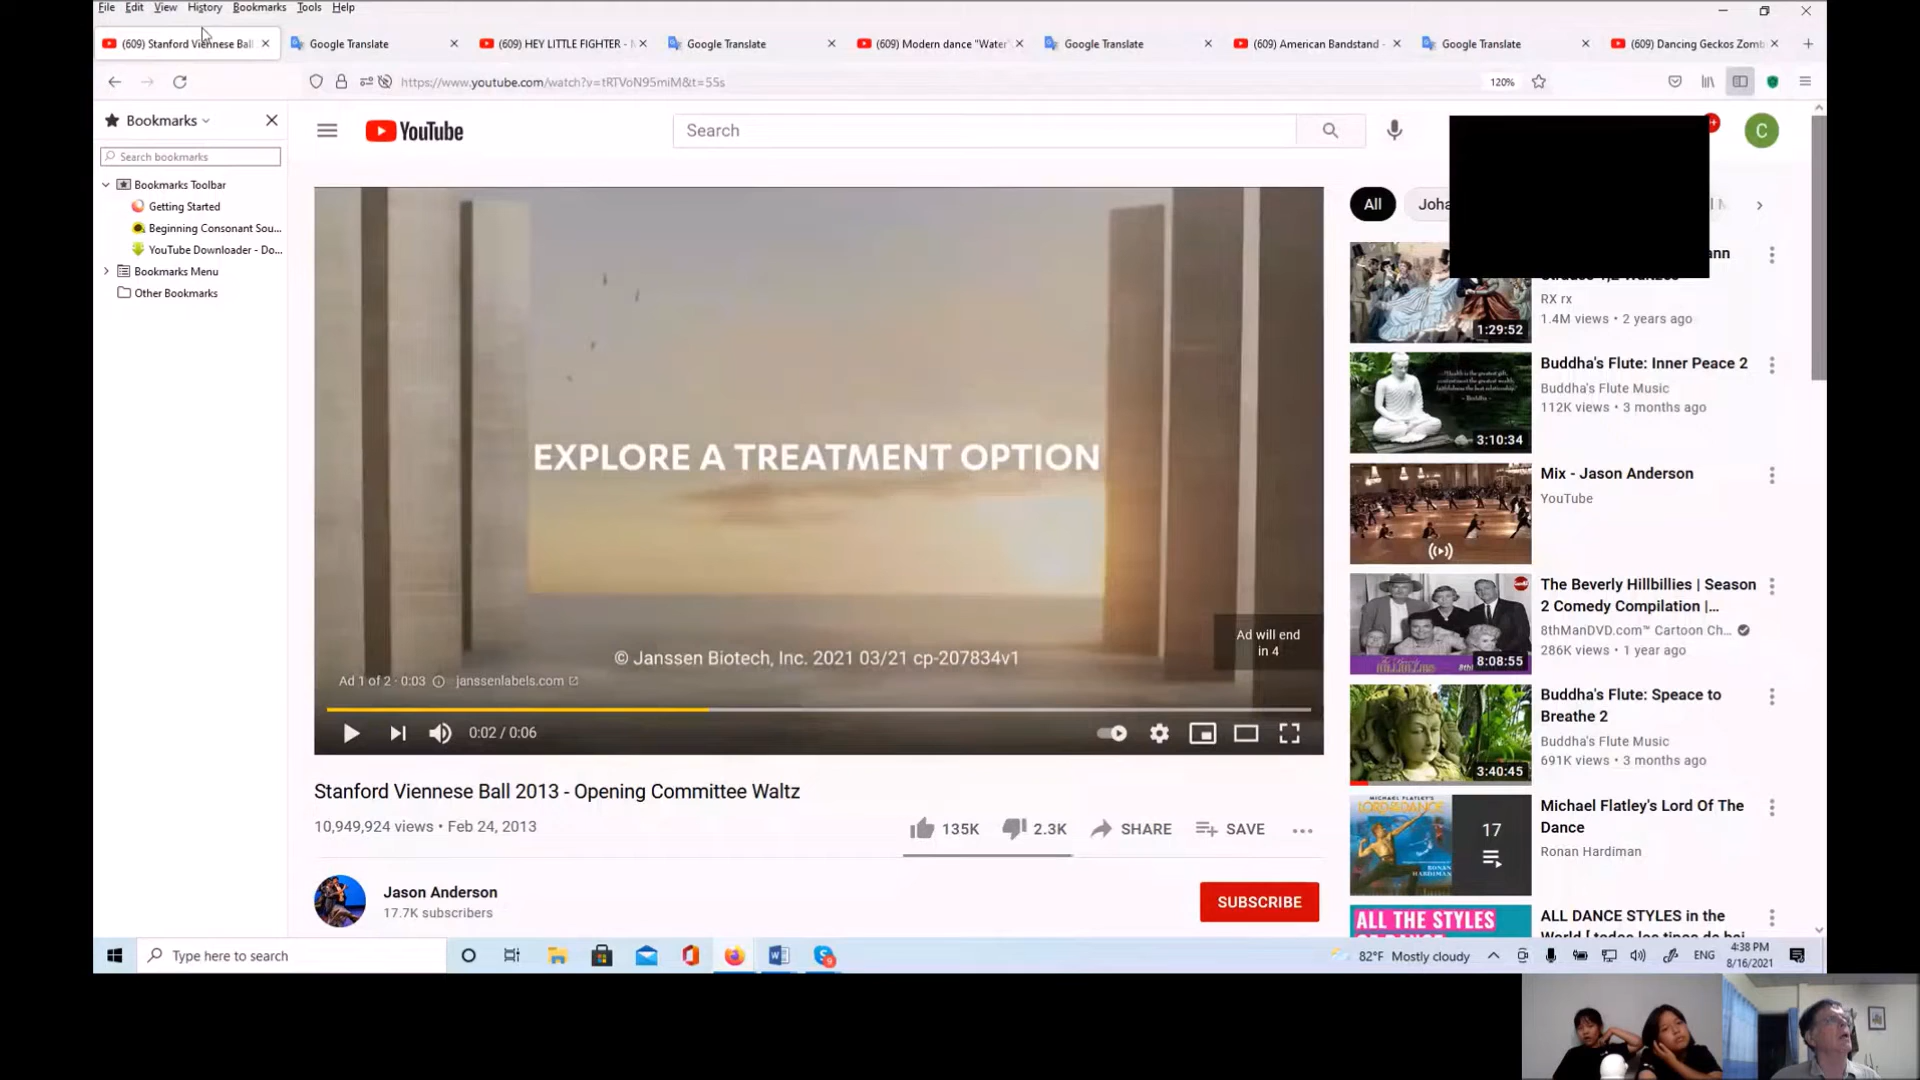 File Edit View History Bookmarks Tools Help
(609) Stanford Viennese Ball
Google Translate
(609) HEY LITTLE FIGHTER -
Google Translate
(609) Modern dance "Water"
Google Translate
(609) American Bandstand -
Google Translate
(609) Dancing Geckos Zomb
https://www.youtube.com/watch?v=tRTVoN95miM&t=55s
120%
Bookmarks
Search bookmarks
Bookmarks Toolbar
Getting Started
Beginning Consonant Sou...
YouTube Downloader - Do...
Bookmarks Menu
Other Bookmarks
YouTube
Search
C
EXPLORE A TREATMENT OPTION
Ad will end
in 4
© Janssen Biotech, Inc. 2021 03/21 cp-207834v1
Ad 1 of 2 · 0:03 janssenlabels.com
0:02 / 0:06
Stanford Viennese Ball 2013 - Opening Committee Waltz
10,949,924 views • Feb 24, 2013
135K 2.3K SHARE SAVE
Jason Anderson
17.7K subscribers
SUBSCRIBE
All
Joha
ann
RX rx
1.4M views • 2 years ago
1:29:52
Buddha's Flute: Inner Peace 2
Buddha's Flute Music
112K views • 3 months ago
3:10:34
Mix - Jason Anderson
YouTube
The Beverly Hillbillies | Season
2 Comedy Compilation |...
8thManDVD.com™ Cartoon Ch...
286K views • 1 year ago
8:08:55
Buddha's Flute: Speace to
Breathe 2
Buddha's Flute Music
691K views • 3 months ago
3:40:45
Michael Flatley's Lord Of The
Dance
Ronan Hardiman
MICHAEL FLATLEY'S
LORD OF THE DANCE
RONAN
HARDIMAN
17
ALL DANCE STYLES in the
ALL THE STYLES
Type here to search
82°F Mostly cloudy
ENG
4:38 PM
8/16/2021